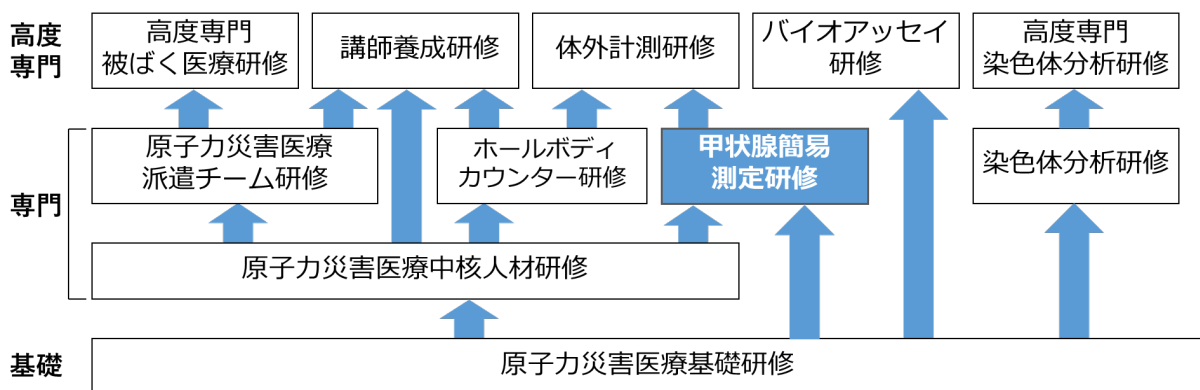 高度
専門
高度専門
被ばく医療研修
講師養成研修
体外計測研修
バイオアッセイ
研修
高度専門
染色体分析研修
専門
原子力災害医療
派遣チーム研修
ホールボディ
カウンター研修
甲状腺簡易
測定研修
染色体分析研修
原子力災害医療中核人材研修
基礎
原子力災害医療基礎研修